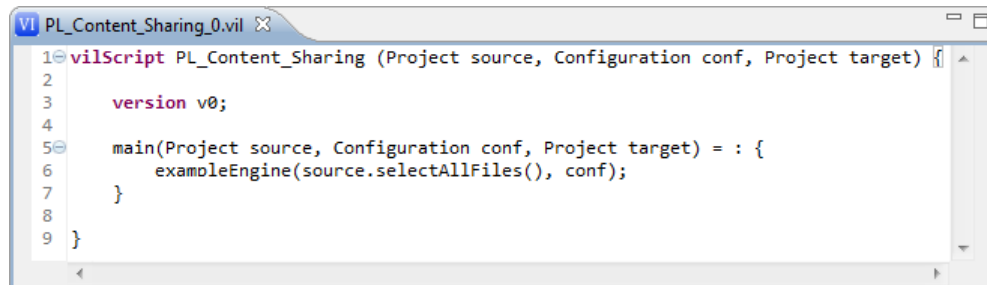 VI PL_Content_Sharing_0.vil
1 vilScript PL_Content_Sharing (Project source, Configuration conf, Project target) {
2
3 version v0;
4
5 main(Project source, Configuration conf, Project target) = : {
6 exampleEngine(source.selectAllFiles(), conf);
7 }
8
9 }